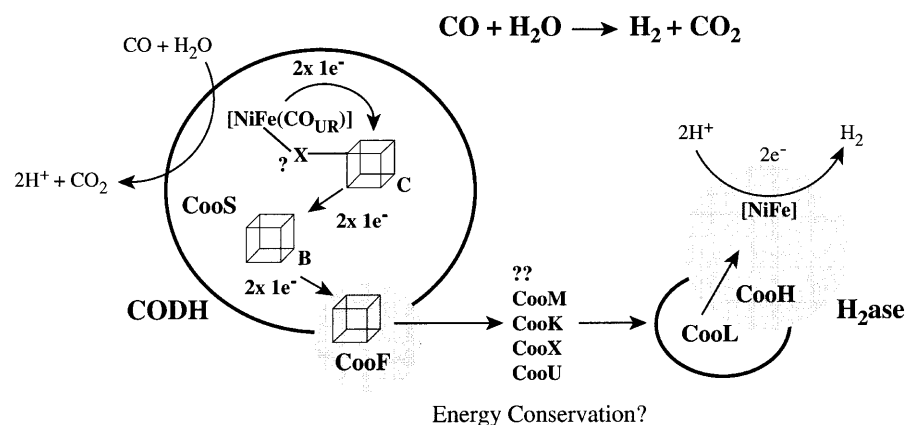 CO + H₂O → H₂ + CO₂
CO + H₂O
2x 1e⁻
[NiFe(CO_UR)]
X
?
C
2H⁺ + CO₂
CooS
2x 1e⁻
B
2x 1e⁻
CODH
CooF
??
CooM
CooK
CooX
CooU
2H⁺
2e⁻
H₂
[NiFe]
CooH
CooL
H₂ase
Energy Conservation?